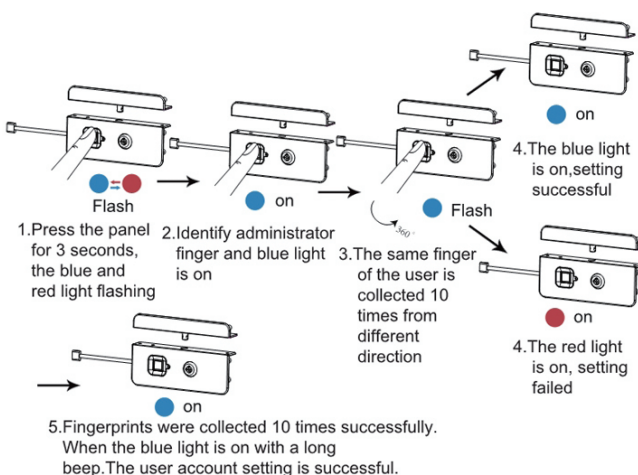 Flash
1.Press the panel
for 3 seconds,
the blue and
red light flashing
on
2.Identify administrator
finger and blue light
is on
360°
Flash
3.The same finger
of the user is
collected 10
times from
different
direction
on
4.The blue light
is on,setting
successful
on
4.The red light
is on, setting
failed
on
5.Fingerprints were collected 10 times successfully.
When the blue light is on with a long
beep.The user account setting is successful.